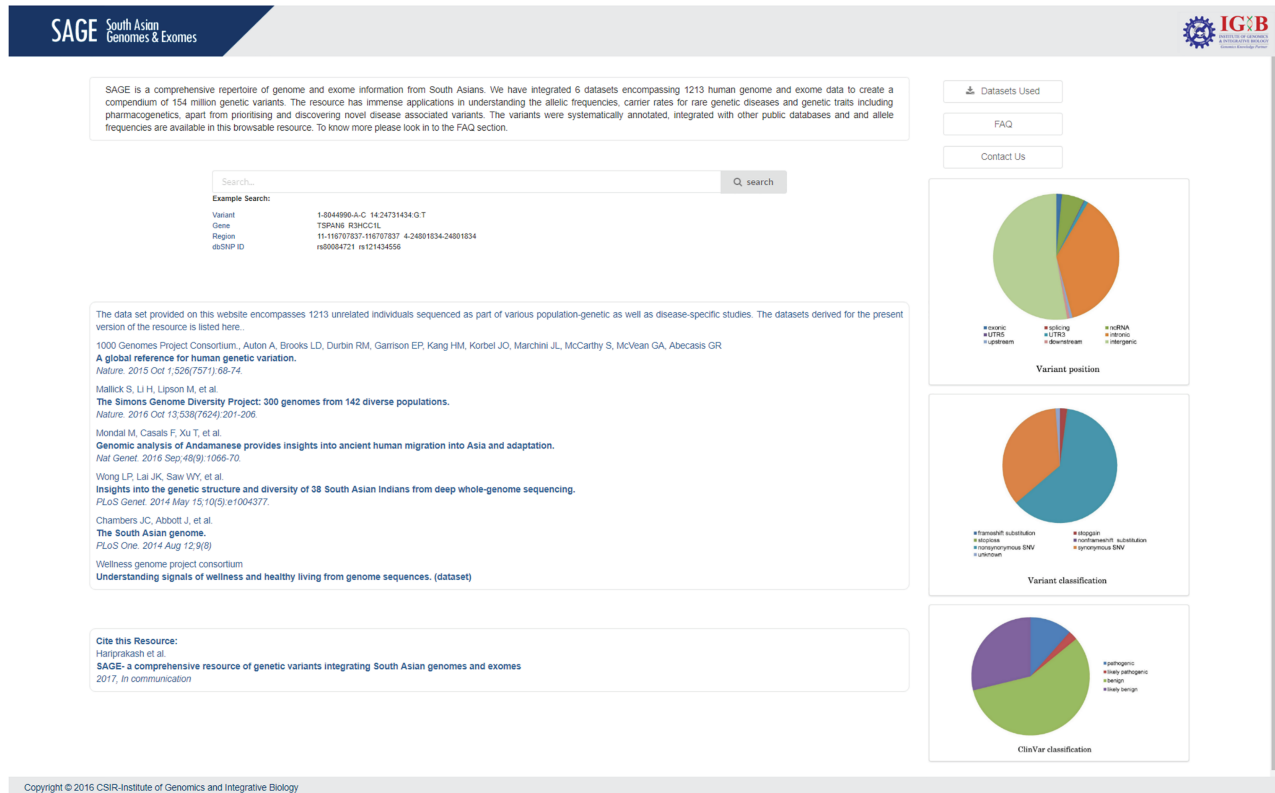 SAGE South Asian
Genomes & Exomes
IGIB
INSTITUTE OF GENOMICS
& INTEGRATIVE BIOLOGY
Genomics Knowledge Partner
SAGE is a comprehensive repertoire of genome and exome information from South Asians. We have integrated 6 datasets encompassing 1213 human genome and exome data to create a
compendium of 154 million genetic variants. The resource has immense applications in understanding the allelic frequencies, carrier rates for rare genetic diseases and genetic traits including
pharmacogenetics, apart from prioritising and discovering novel disease associated variants. The variants were systematically annotated, integrated with other public databases and and allele
frequencies are available in this browsable resource. To know more please look in to the FAQ section.
Datasets Used
FAQ
Contact Us
Search...
search
Example Search:
Variant 1-8044990-A-C 14:24731434:G:T
Gene TSPAN6 R3HCC1L
Region 11-116707837-116707837 4-24801834-24801834
dbSNP ID rs80084721 rs121434556
The data set provided on this website encompasses 1213 unrelated individuals sequenced as part of various population-genetic as well as disease-specific studies. The datasets derived for the present
version of the resource is listed here..
1000 Genomes Project Consortium., Auton A, Brooks LD, Durbin RM, Garrison EP, Kang HM, Korbel JO, Marchini JL, McCarthy S, McVean GA, Abecasis GR
A global reference for human genetic variation.
Nature. 2015 Oct 1;526(7571):68-74.
Mallick S, Li H, Lipson M, et al.
The Simons Genome Diversity Project: 300 genomes from 142 diverse populations.
Nature. 2016 Oct 13;538(7624):201-206.
Mondal M, Casals F, Xu T, et al.
Genomic analysis of Andamanese provides insights into ancient human migration into Asia and adaptation.
Nat Genet. 2016 Sep;48(9):1066-70.
Wong LP, Lai JK, Saw WY, et al.
Insights into the genetic structure and diversity of 38 South Asian Indians from deep whole-genome sequencing.
PLoS Genet. 2014 May 15;10(5):e1004377.
Chambers JC, Abbott J, et al.
The South Asian genome.
PLoS One. 2014 Aug 12;9(8)
Wellness genome project consortium
Understanding signals of wellness and healthy living from genome sequences. (dataset)
Cite this Resource:
Hariprakash et al.
SAGE- a comprehensive resource of genetic variants integrating South Asian genomes and exomes
2017, In communication
exonic splicing ncRNA
UTR5 UTR3 intronic
upstream downstream intergenic
Variant position
frameshift substitution stopgain
stoploss nonframeshift substitution
nonsynonymous SNV synonymous SNV
unknown
Variant classification
pathogenic
likely pathogenic
benign
likely benign
ClinVar classification
Copyright © 2016 CSIR-Institute of Genomics and Integrative Biology